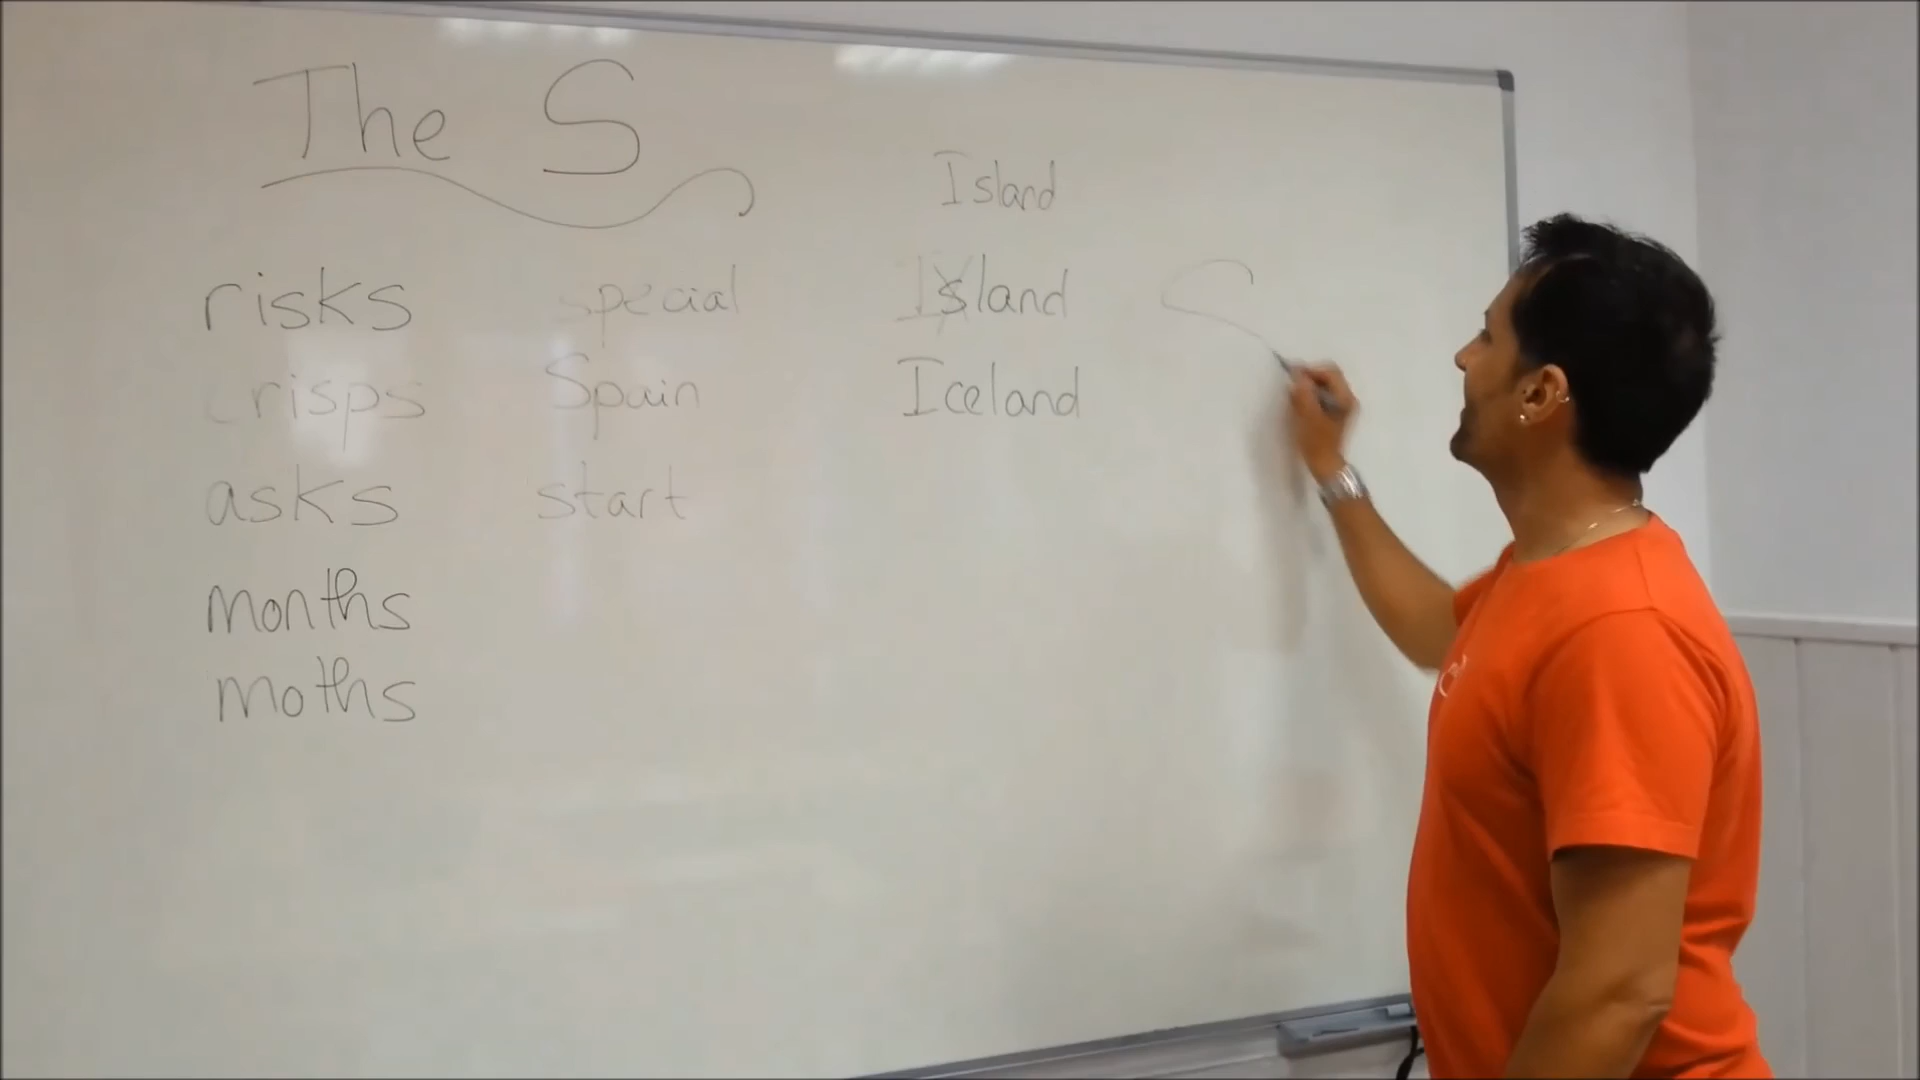 The S
risks
crisps
asks
months
moths
special
Spain
start
Island
Island
Iceland
S